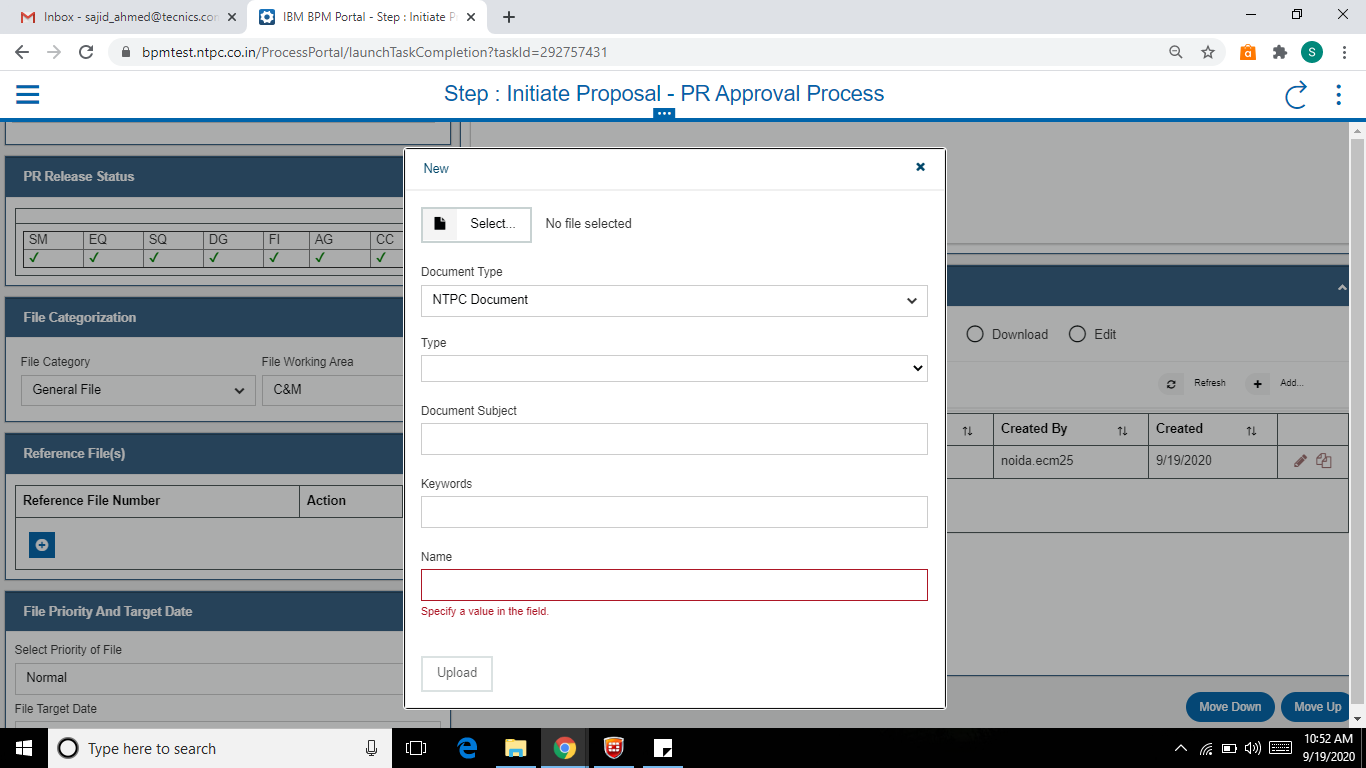 Inbox - sajid_ahmed@tecnics.con
IBM BPM Portal - Step : Initiate P
bpmtest.ntpc.co.in/ProcessPortal/launchTaskCompletion?taskId=292757431
S
Step : Initiate Proposal - PR Approval Process
PR Release Status
SM EQ SQ DG FI AG CC
File Categorization
File Category File Working Area
General File C&M
Reference File(s)
Reference File Number Action
File Priority And Target Date
Select Priority of File
Normal
File Target Date
New
Select... No file selected
Document Type
NTPC Document
Type
Document Subject
Keywords
Name
Specify a value in the field.
Upload
Download Edit
Refresh Add...
Created By Created
noida.ecm25 9/19/2020
Move Down Move Up
Type here to search
10:52 AM
9/19/2020